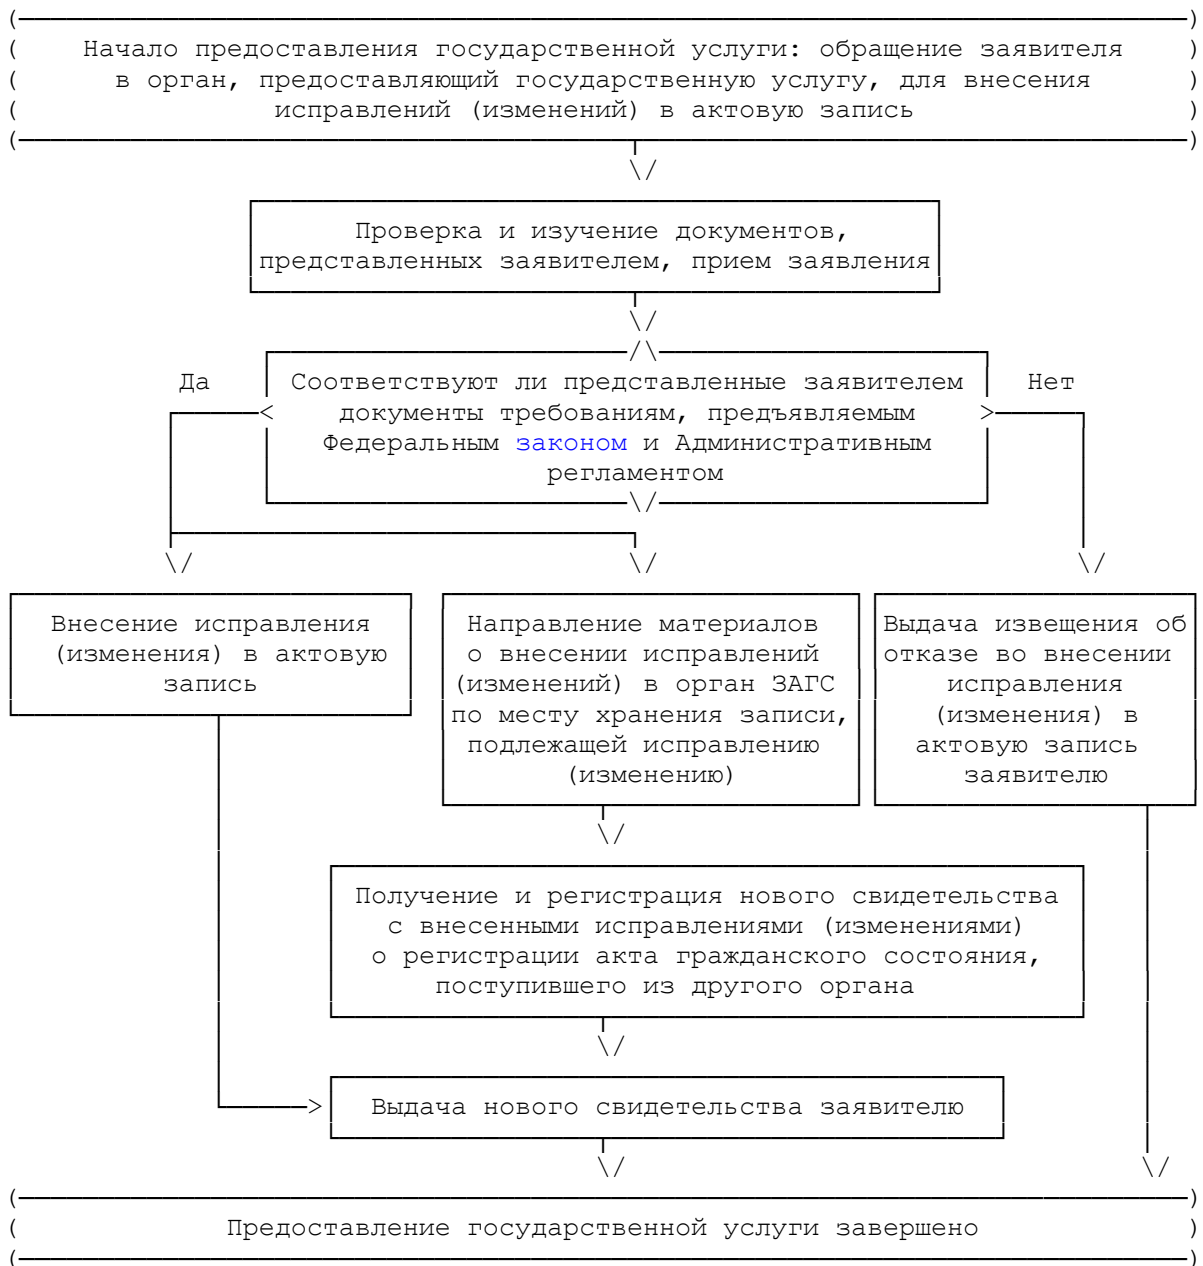 Начало предоставления государственной услуги: обращение заявителя
в орган, предоставляющий государственную услугу, для внесения
исправлений (изменений) в актовую запись
Проверка и изучение документов,
представленных заявителем, прием заявления
Да
Соответствуют ли представленные заявителем
Нет
документы требованиям, предъявляемым
Федеральным законом и Административным
регламентом
Внесение исправления
(изменения) в актовую
запись
Направление материалов
о внесении исправлений
(изменений) в орган ЗАГС
по месту хранения записи,
подлежащей исправлению
(изменению)
Выдача извещения об
отказе во внесении
исправления
(изменения) в
актовую запись
заявителю
Получение и регистрация нового свидетельства
с внесенными исправлениями (изменениями)
о регистрации акта гражданского состояния,
поступившего из другого органа
Выдача нового свидетельства заявителю
Предоставление государственной услуги завершено